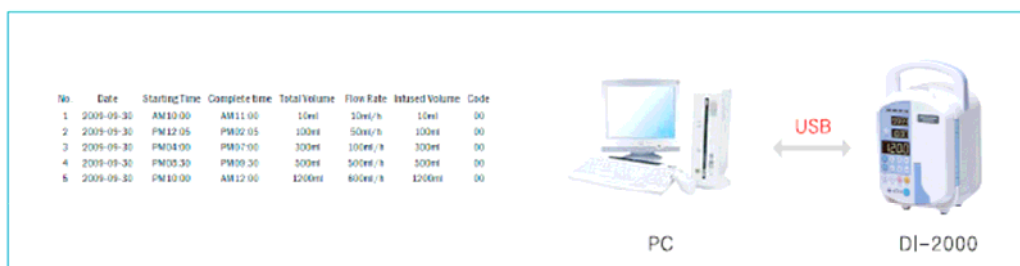 No. Date Starting Time Complete time Total Volume Flow Rate Infused Volume Code
1 2009-09-30 AM10:00 AM11:00 10ml 10ml/h 10ml 00
2 2009-09-30 PM12:05 PM02:05 100ml 50ml/h 100ml 00
3 2009-09-30 PM04:00 PM07:00 300ml 100ml/h 300ml 00
4 2009-09-30 PM08:30 PM09:30 500ml 500ml/h 500ml 00
5 2009-09-30 PM10:00 AM12:00 1200ml 600ml/h 1200ml 00
USB
1200
PC
DI-2000